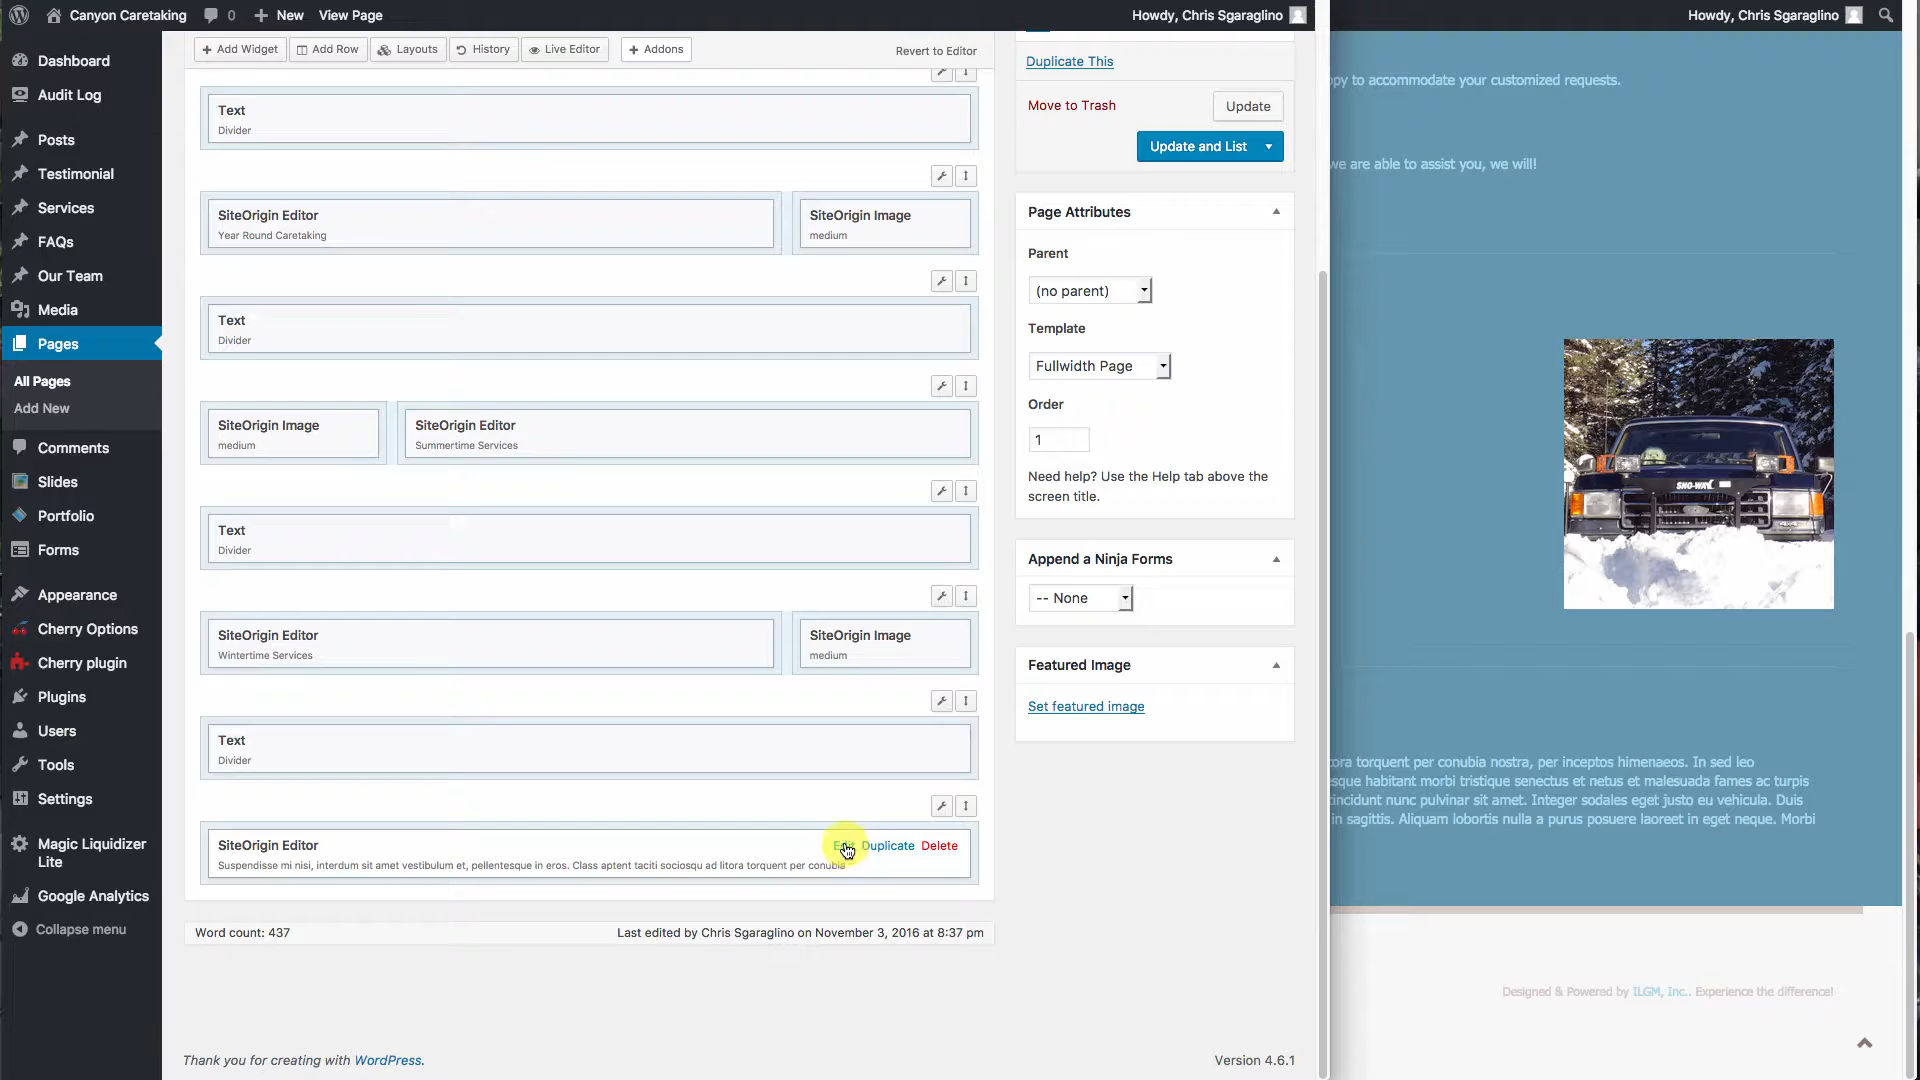 Canyon Caretaking
0
New
View Page
Howdy, Chris Sgaraglino
Howdy, Chris Sgaraglino
Dashboard
Audit Log
Posts
Testimonial
Services
FAQs
Our Team
Media
Pages
All Pages
Add New
Comments
Slides
Portfolio
Forms
Appearance
Cherry Options
Cherry plugin
Plugins
Users
Tools
Settings
Magic Liquidizer
Lite
Google Analytics
Collapse menu
Add Widget
Add Row
Layouts
History
Live Editor
Addons
Revert to Editor
Text
Divider
SiteOrigin Editor
Year Round Caretaking
SiteOrigin Image
medium
Text
Divider
SiteOrigin Image
medium
SiteOrigin Editor
Summertime Services
Text
Divider
SiteOrigin Editor
Wintertime Services
SiteOrigin Image
medium
Text
Divider
SiteOrigin Editor
Edit Duplicate Delete
Suspendisse mi nisi, interdum sit amet vestibulum et, pellentesque in eros. Class aptent taciti sociosqu ad litora torquent per conubia
Word count: 437
Last edited by Chris Sgaraglino on November 3, 2016 at 8:37 pm
Thank you for creating with WordPress.
Version 4.6.1
Duplicate This
Move to Trash
Update
Update and List
Page Attributes
Parent
(no parent)
Template
Fullwidth Page
Order
1
Need help? Use the Help tab above the
screen title.
Append a Ninja Forms
-- None
Featured Image
Set featured image
py to accommodate your customized requests.
we are able to assist you, we will!
SNO-WAY
ora torquent per conubia nostra, per inceptos himenaeos. In sed leo
esque habitant morbi tristique senectus et netus et malesuada fames ac turpis
tincidunt nunc pulvinar sit amet. Integer sodales eget justo eu vehicula. Duis
in sagittis. Aliquam lobortis nulla a purus posuere laoreet in eget neque. Morbi
Designed & Powered by ILGM, Inc.. Experience the difference!